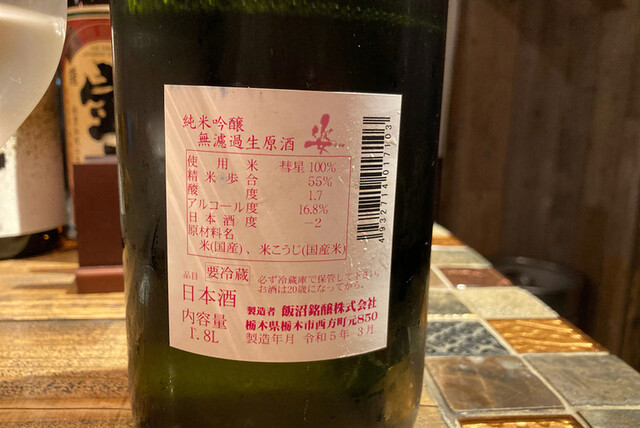 純米吟醸
無濾過生原酒 姿
使用米 彗星100%
精米歩合 55%
酸度 1.7
アルコール度 16.8%
日本酒度 −2
原材料名
米(国産)、米こうじ(国産米)
品目 要冷蔵 必ず冷蔵庫で保管して下さい。
日本酒 お酒は20歳になってから。
内容量 製造者 飯沼銘醸株式会社
1.8L 栃木県栃木市西方町元850
製造年月 令和5年3月
4932714017103
宝